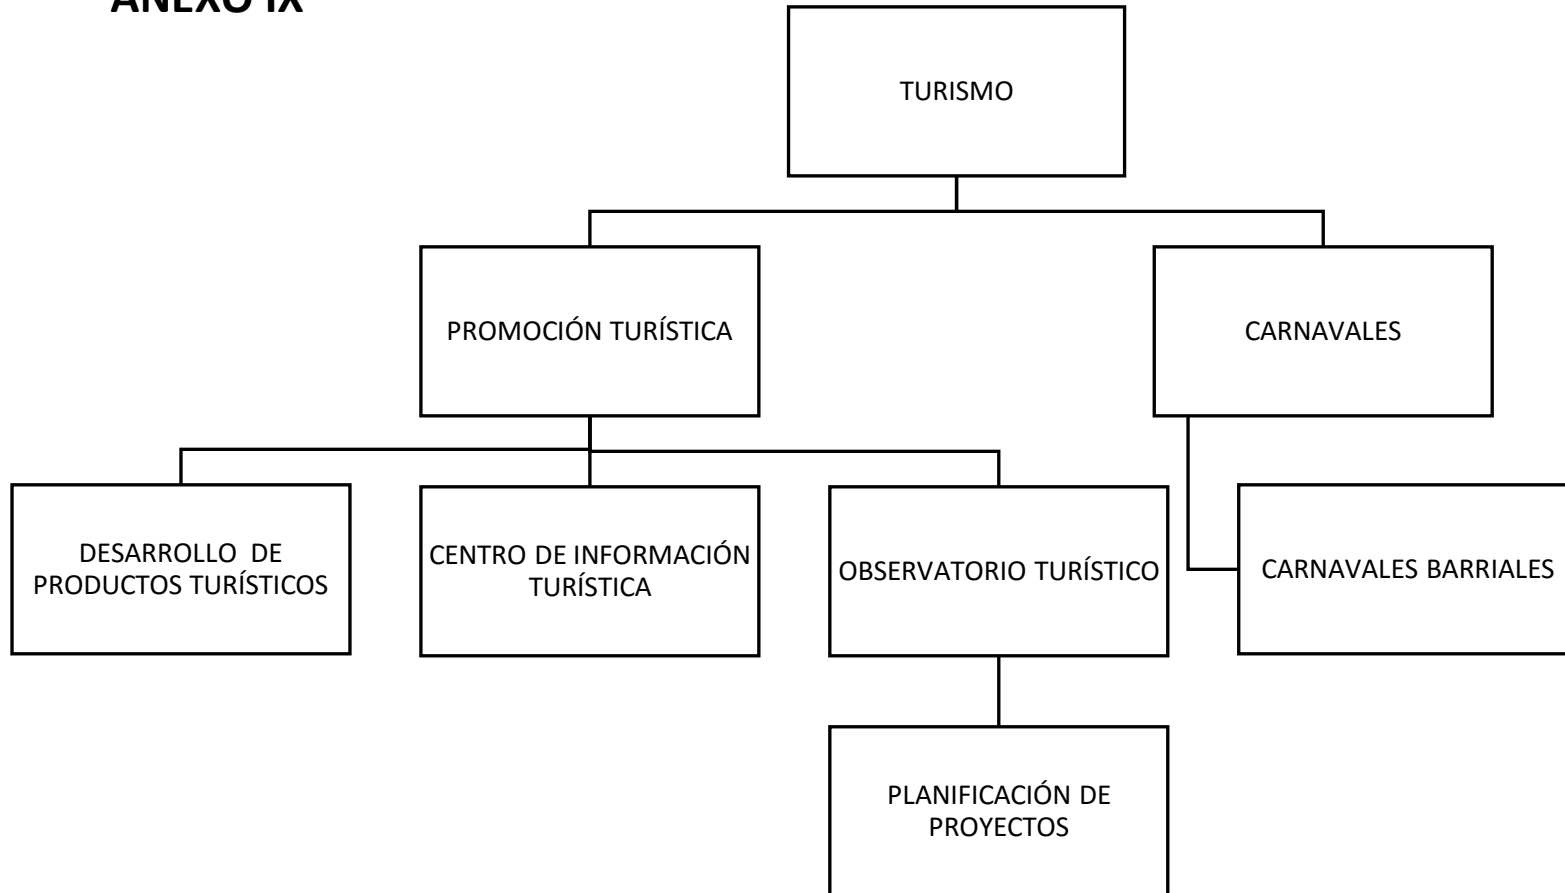 ANEXO IX
TURISMO
PROMOCIÓN TURÍSTICA
CARNAVALES
DESARROLLO DE
PRODUCTOS TURÍSTICOS
CENTRO DE INFORMACIÓN
TURÍSTICA
OBSERVATORIO TURÍSTICO
CARNAVALES BARRIALES
PLANIFICACIÓN DE
PROYECTOS